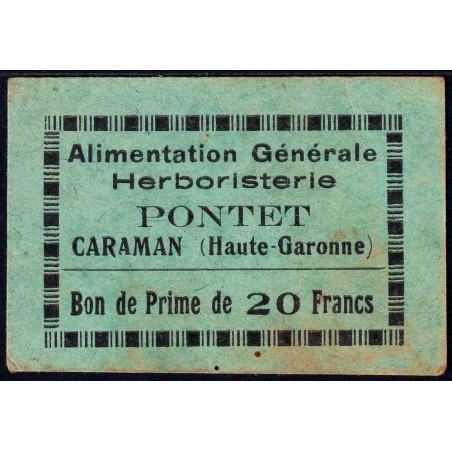 Alimentation Générale
Herboristerie
PONTET
CARAMAN (Haute-Garonne)
Bon de Prime de 20 Francs